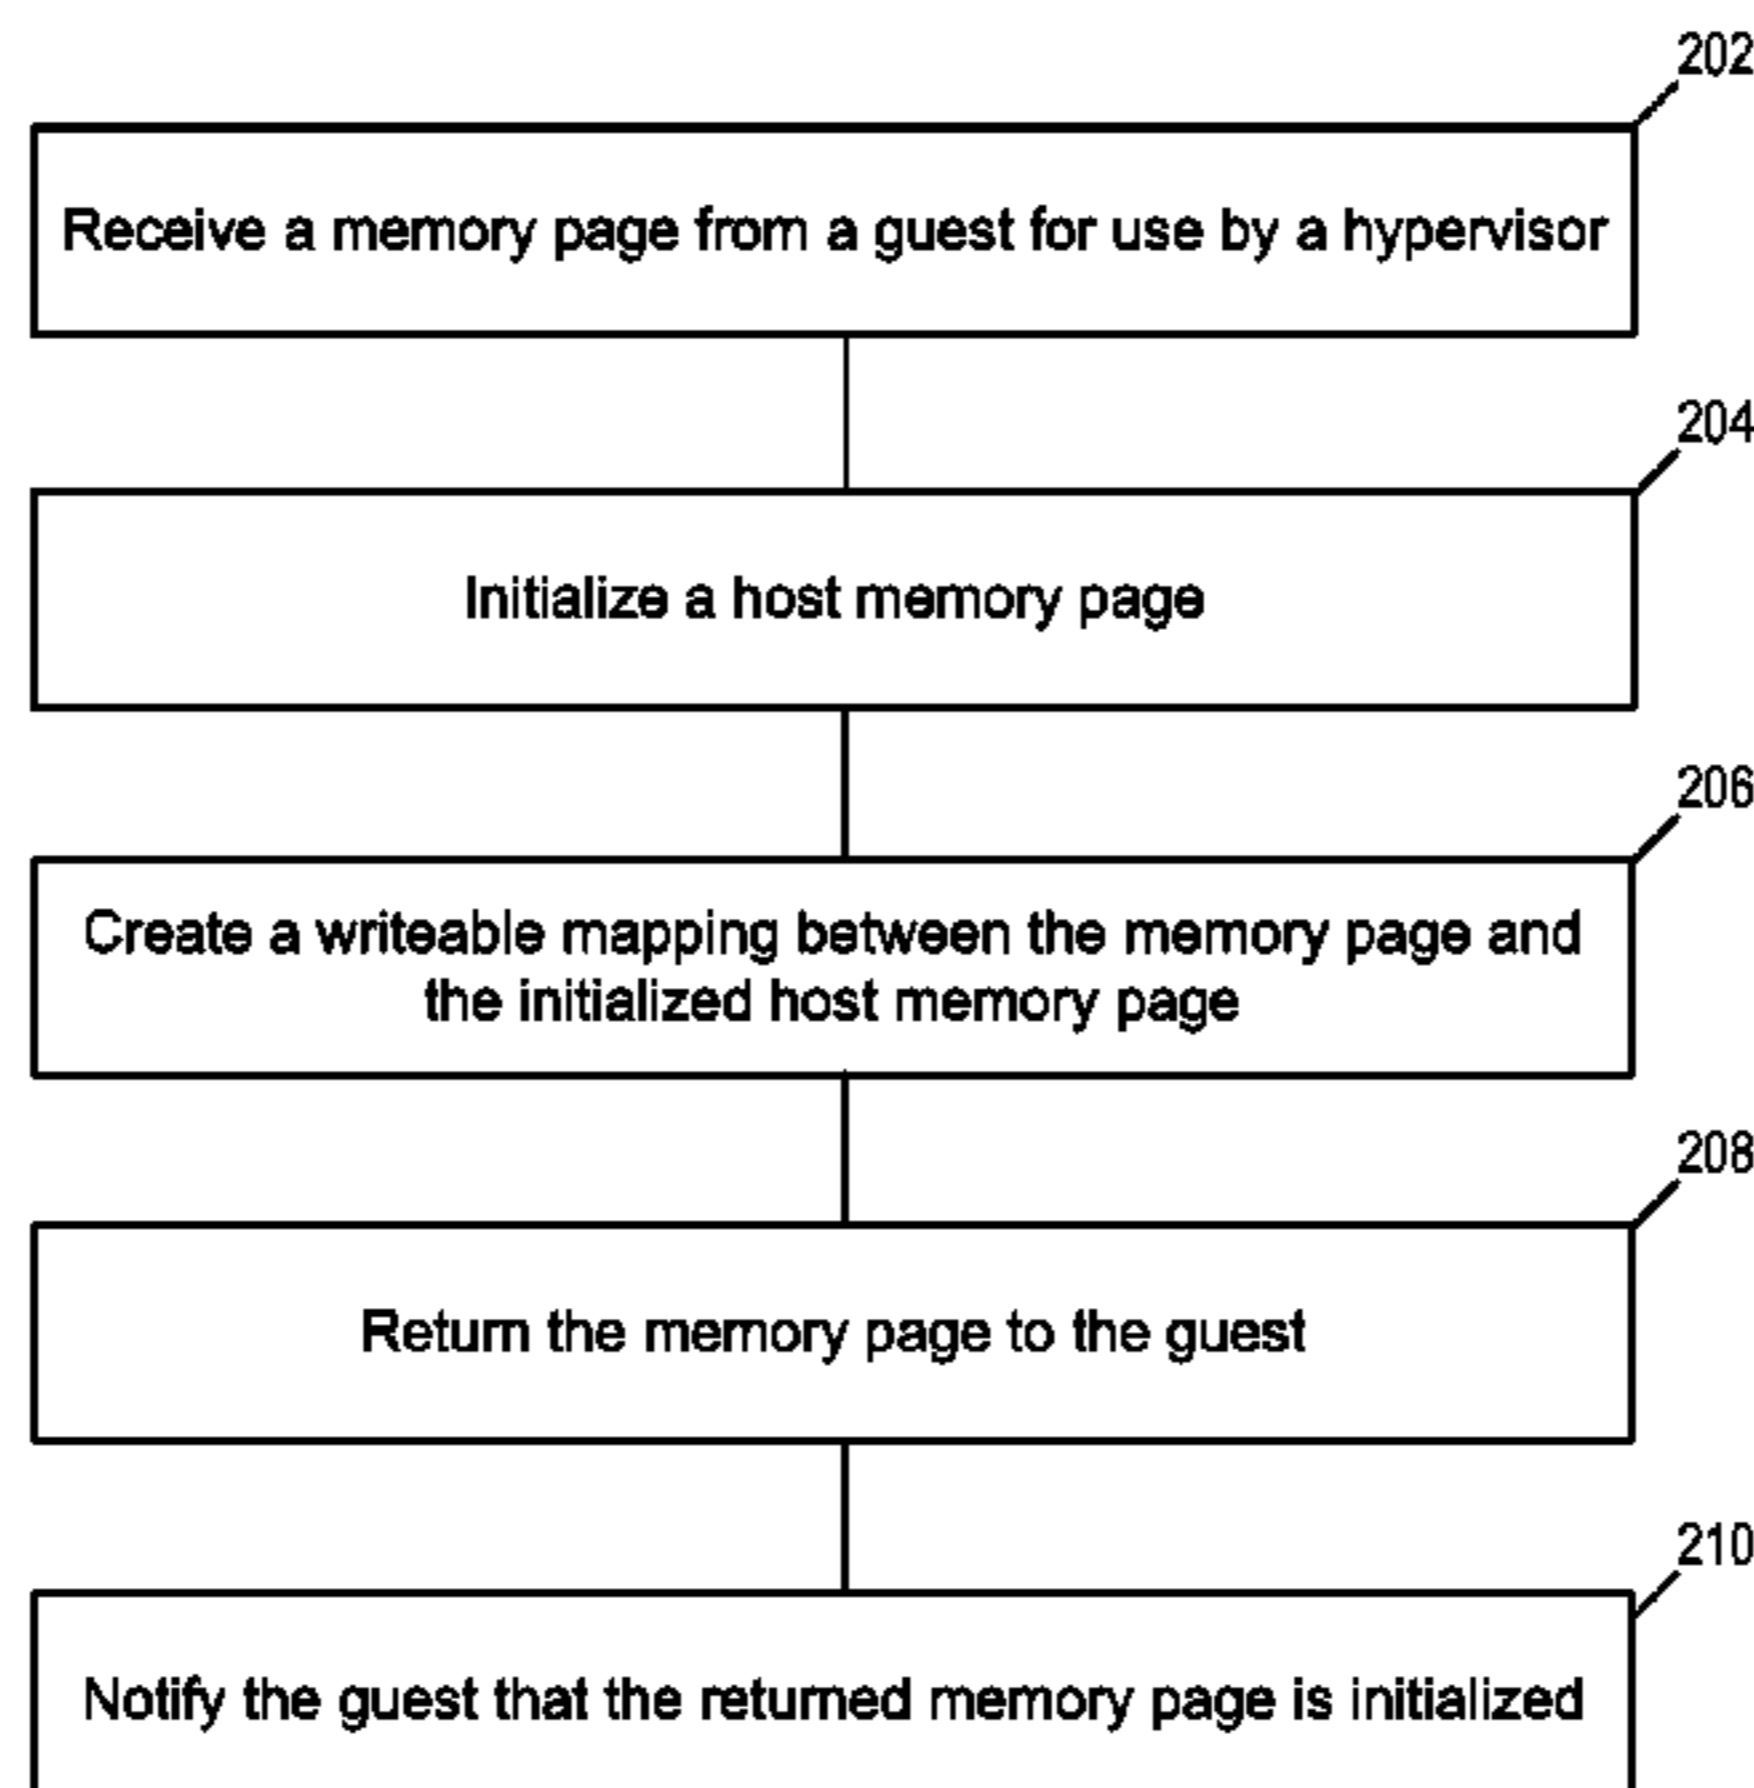 202
Receive a memory page from a guest for use by a hypervisor
204
Initialize a host memory page
206
Create a writeable mapping between the memory page and
the initialized host memory page
208
Return the memory page to the guest
210
Notify the guest that the returned memory page is initialized